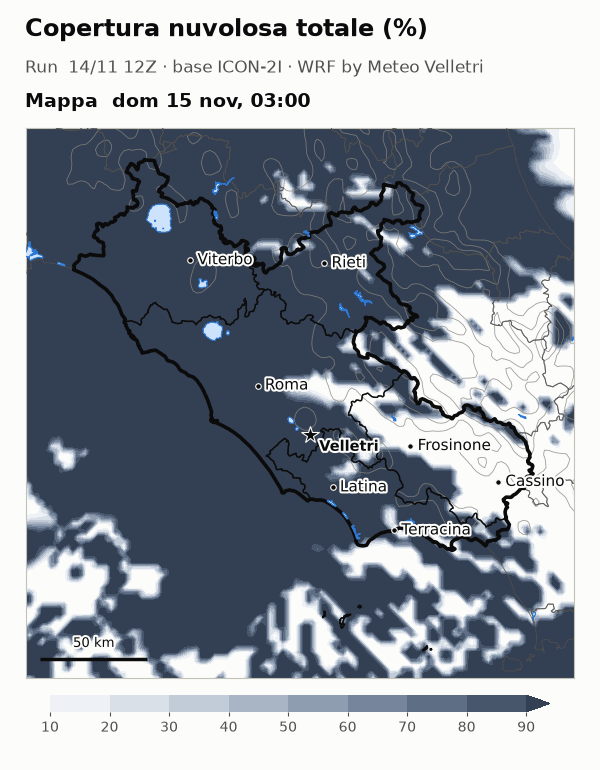 Copertura nuvolosa totale (%)
Run  14/11 12Z · base ICON-2I · WRF by Meteo Velletri
Mappa  dom 15 nov, 03:00
Viterbo
Rieti
Roma
Velletri
Frosinone
Cassino
Latina
Terracina
50 km
10 20 30 40 50 60 70 80 90